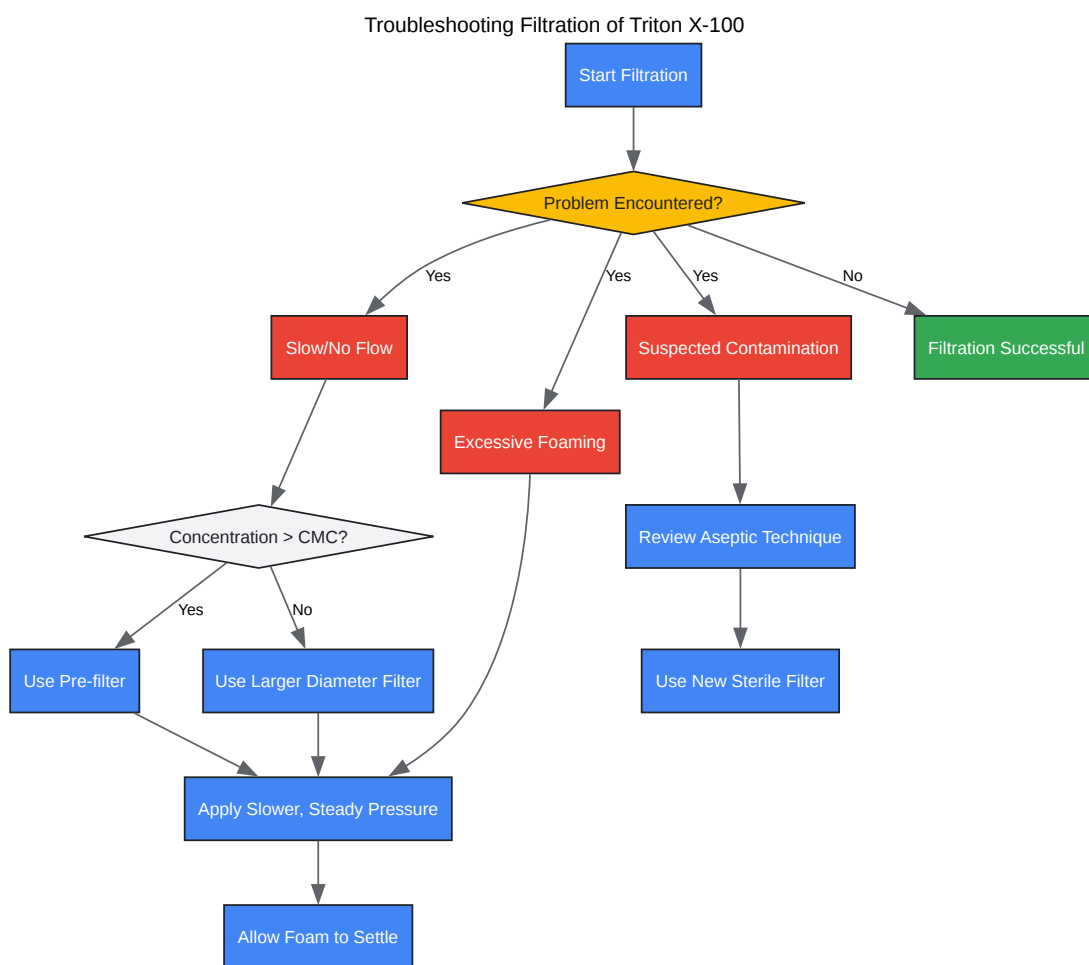 Troubleshooting Filtration of Triton X-100
Start Filtration
Problem Encountered?
Yes
Yes
Yes
No
Slow/No Flow
Suspected Contamination
Filtration Successful
Excessive Foaming
Concentration > CMC?
Review Aseptic Technique
Yes
No
Use Pre-filter
Use Larger Diameter Filter
Use New Sterile Filter
Apply Slower, Steady Pressure
Allow Foam to Settle